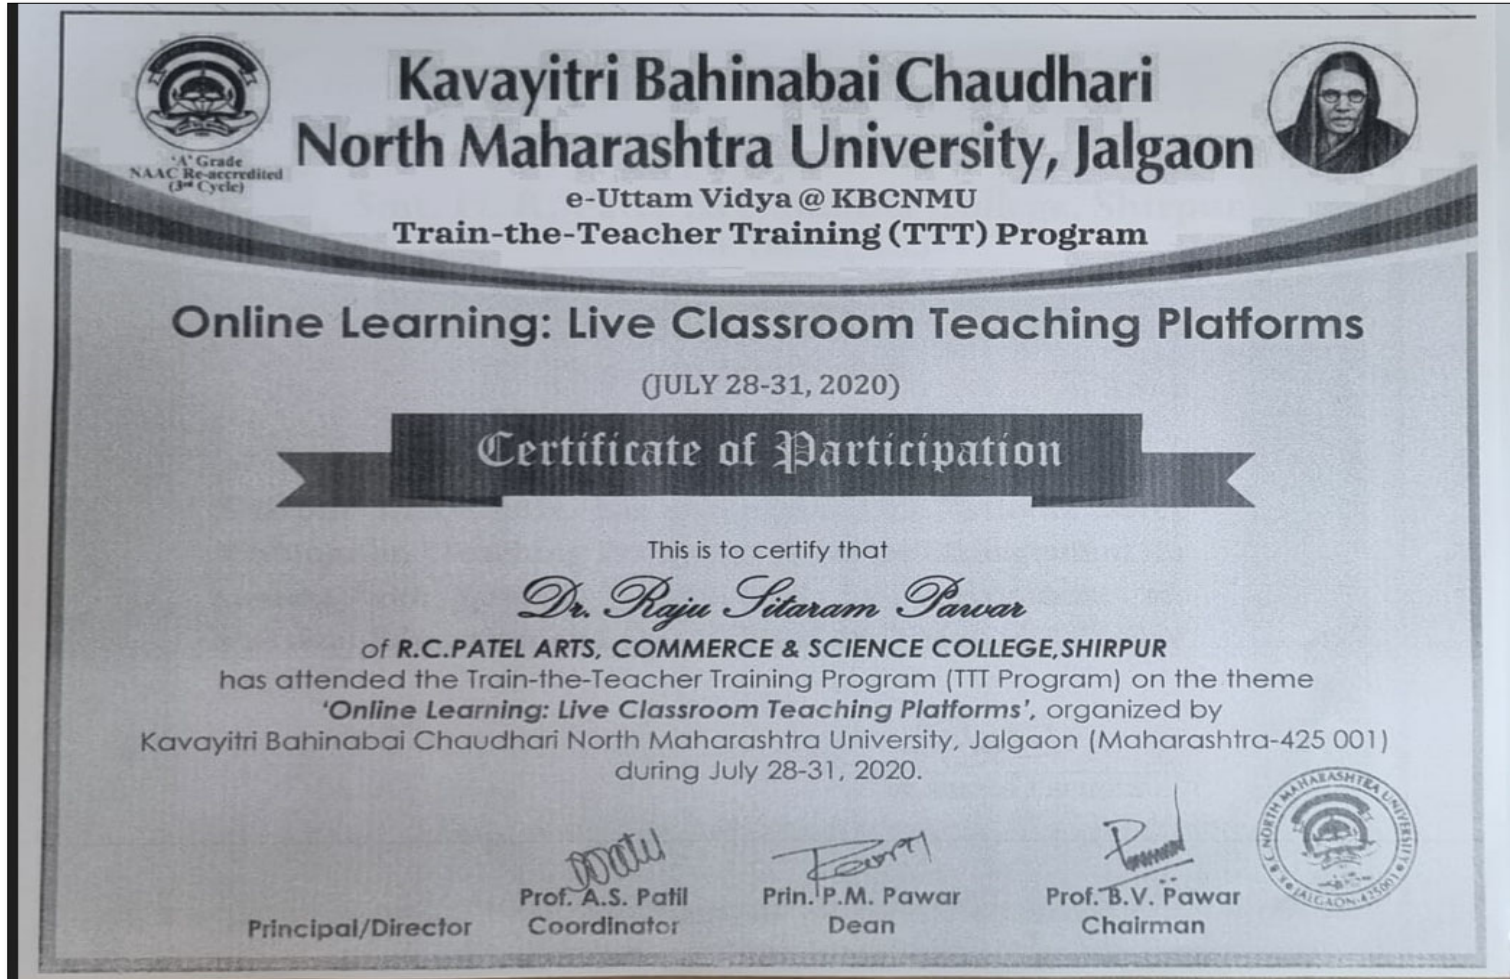 Kavayitri Bahinabai Chaudhari
North Maharashtra University, Jalgaon
'A' Grade
NAAC Re-accredited
(3rd Cycle)
e-Uttam Vidya @ KBCNMU
Train-the-Teacher Training (TTT) Program
Online Learning: Live Classroom Teaching Platforms
(JULY 28-31, 2020)
Certificate of Participation
This is to certify that
Dr. Raju Sitaram Pawar
of R.C.PATEL ARTS, COMMERCE & SCIENCE COLLEGE,SHIRPUR
has attended the Train-the-Teacher Training Program (TTT Program) on the theme
'Online Learning: Live Classroom Teaching Platforms', organized by
Kavayitri Bahinabai Chaudhari North Maharashtra University, Jalgaon (Maharashtra-425 001)
during July 28-31, 2020.
Principal/Director
Prof. A.S. Patil
Coordinator
Prin. P.M. Pawar
Dean
Prof. B.V. Pawar
Chairman
K.B.C. NORTH MAHARASHTRA UNIVERSITY
JALGAON-425001